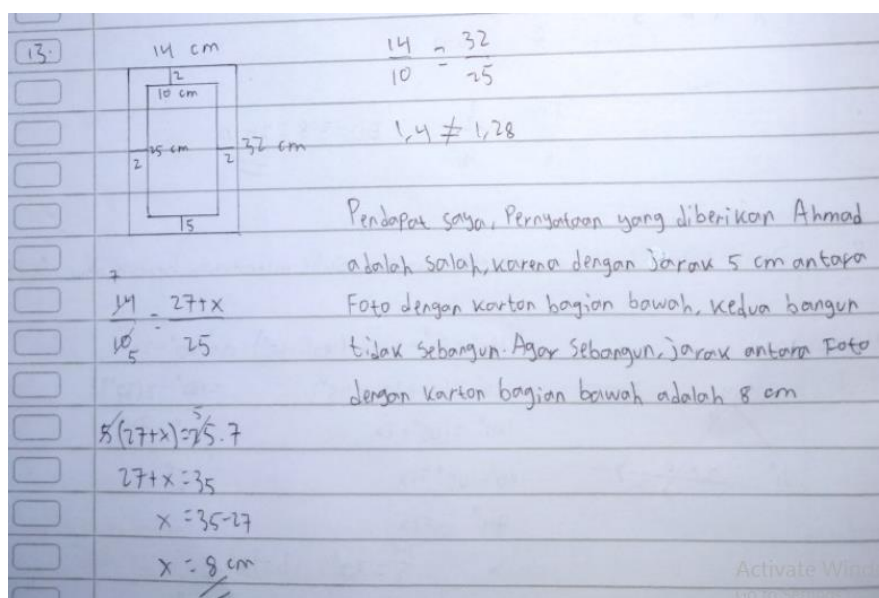 13.
14 cm
2
10 cm
25 cm
2
2
32 cm
15
14/10 = 32/25
1,4 ≠ 1,28
Pendapat saya, Pernyataan yang diberikan Ahmad
adalah salah, karena dengan jarak 5 cm antara
Foto dengan karton bagian bawah, kedua bangun
tidak sebangun. Agar sebangun, jarak antara Foto
dengan karton bagian bawah adalah 8 cm
7
14/10 = 27+x/25
5
5(27+x)=25.7
5
27+x=35
x=35-27
x=8 cm
Activate Wind